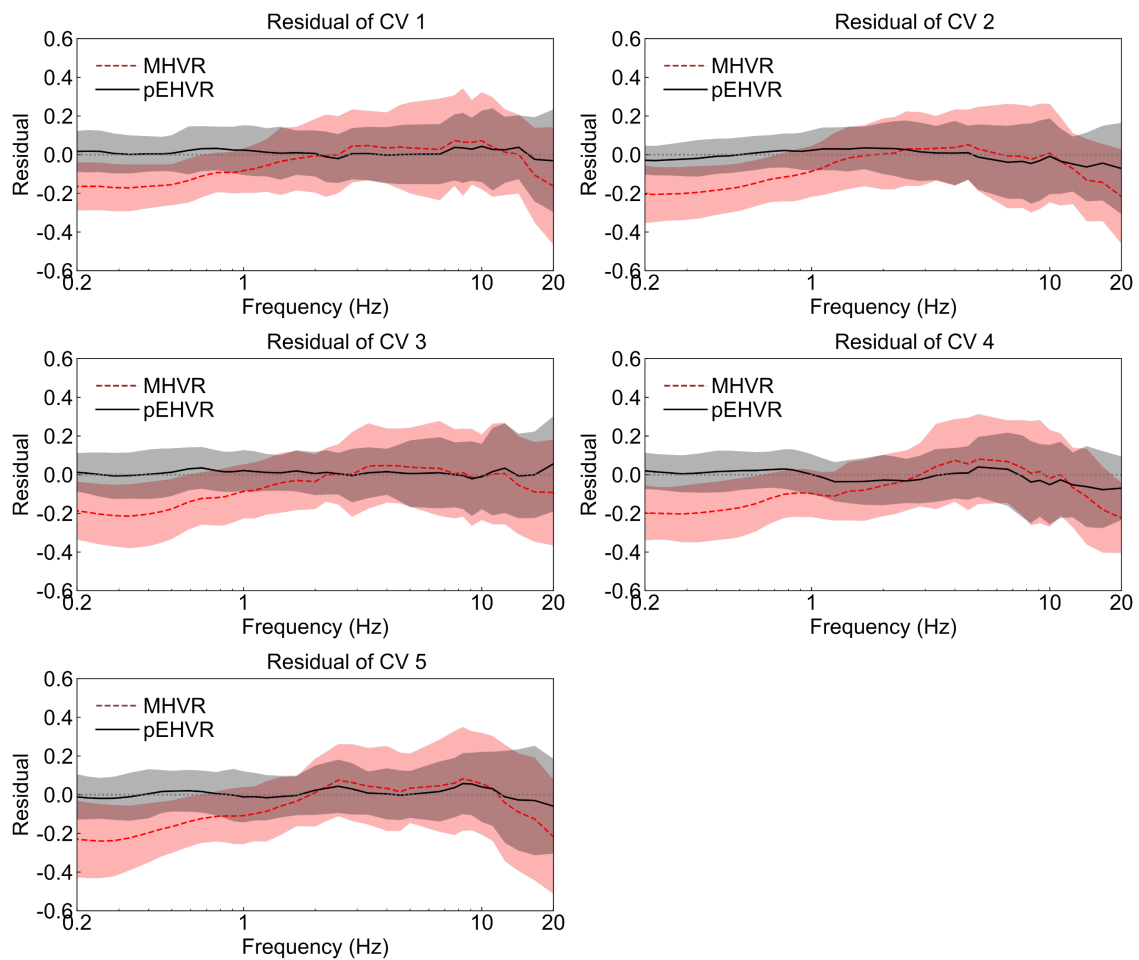 Residual of CV 1
0.6
0.4
0.2
0.0
-0.2
-0.4
-0.6
Residual
MHVR
pEHVR
0.2 1 10 20
Frequency (Hz)
Residual of CV 2
0.6
0.4
0.2
0.0
-0.2
-0.4
-0.6
Residual
MHVR
pEHVR
0.2 1 10 20
Frequency (Hz)
Residual of CV 3
0.6
0.4
0.2
0.0
-0.2
-0.4
-0.6
Residual
MHVR
pEHVR
0.2 1 10 20
Frequency (Hz)
Residual of CV 4
0.6
0.4
0.2
0.0
-0.2
-0.4
-0.6
Residual
MHVR
pEHVR
0.2 1 10 20
Frequency (Hz)
Residual of CV 5
0.6
0.4
0.2
0.0
-0.2
-0.4
-0.6
Residual
MHVR
pEHVR
0.2 1 10 20
Frequency (Hz)